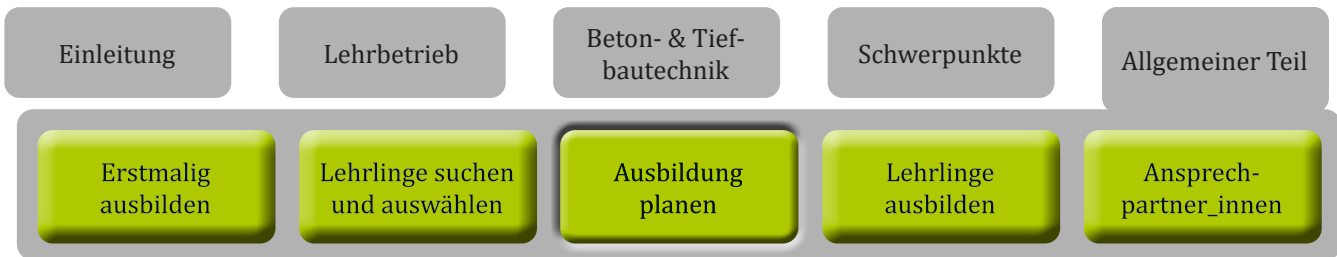 Einleitung
Lehrbetrieb
Beton- & Tief-
bautechnik
Schwerpunkte
Allgemeiner Teil
Erstmalig
ausbilden
Lehrlinge suchen
und auswählen
Ausbildung
planen
Lehrlinge
ausbilden
Ansprech-
partner_innen